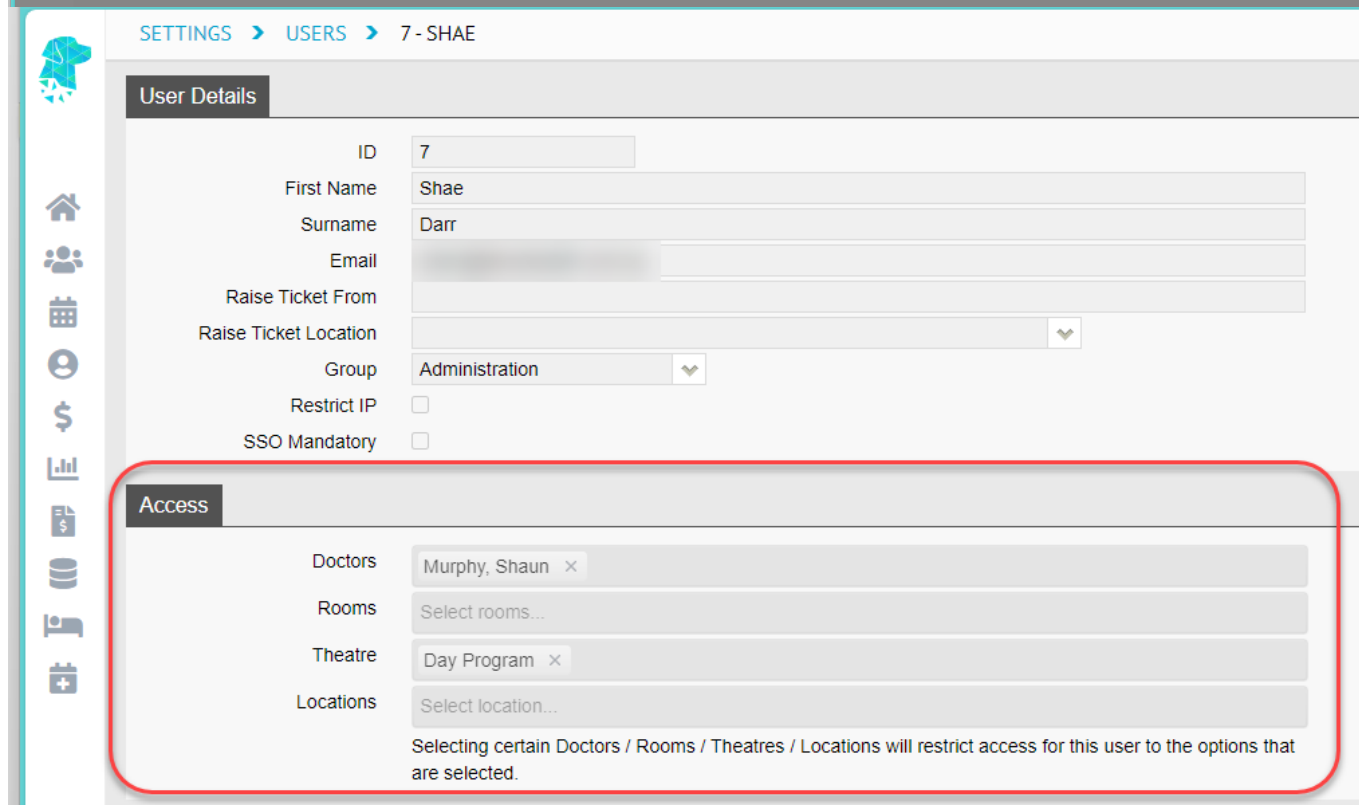 SETTINGS > USERS > 7 - SHAE
User Details
ID 7
First Name Shae
Surname Darr
Email
Raise Ticket From
Raise Ticket Location
Group Administration
Restrict IP
SSO Mandatory
Access
Doctors Murphy, Shaun ×
Rooms Select rooms...
Theatre Day Program ×
Locations Select location...
Selecting certain Doctors / Rooms / Theatres / Locations will restrict access for this user to the options that
are selected.